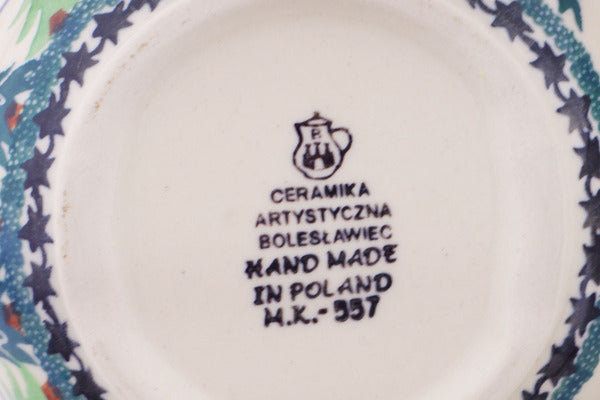 B
CERAMIKA
ARTYSTYCZNA
BOLESŁAWIEC
HAND MADE
IN POLAND
M.K.-557